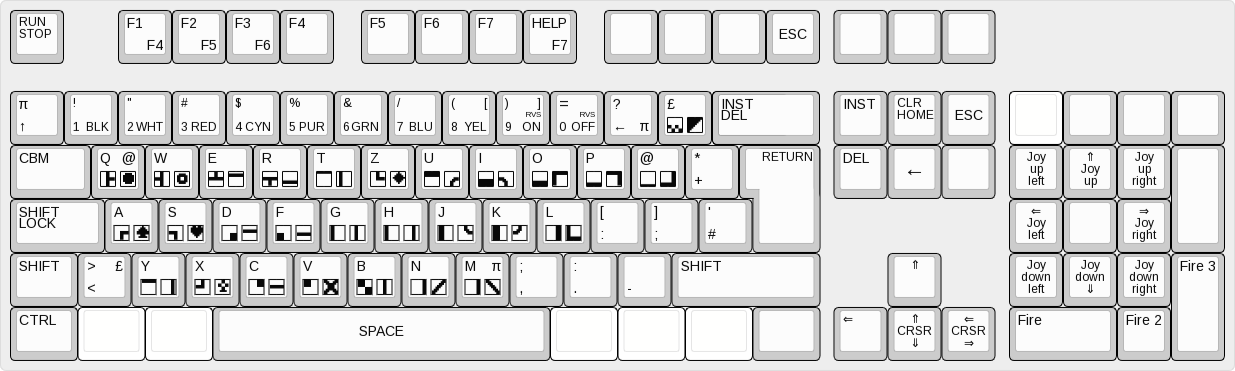 RUN
STOP
F1
F4
F2
F5
F3
F6
F4
F5
F6
F7
HELP
F7
ESC
π
↑
!
1 BLK
"
2 WHT
#
3 RED
$
4 CYN
%
5 PUR
&
6 GRN
/
7 BLU
( [
8 YEL
) ]
RVS
9 ON
=
RVS
0 OFF
?
← π
£
INST
DEL
INST
CLR
HOME
ESC
CBM
Q @
W
E
R
T
Z
U
I
O
P
@
*
+
RETURN
DEL
←
Joy
up
left
⇑
Joy
up
Joy
up
right
SHIFT
LOCK
A
S
D
F
G
H
J
K
L
[
:
]
;
'
#
⇐
Joy
left
⇒
Joy
right
SHIFT
> £
<
Y
X
C
V
B
N
M π
;
,
:
.
_
-
SHIFT
⇑
Joy
down
left
Joy
down
⇓
Joy
down
right
Fire 3
CTRL
SPACE
⇐
⇑
CRSR
⇓
⇐
CRSR
⇒
Fire
Fire 2